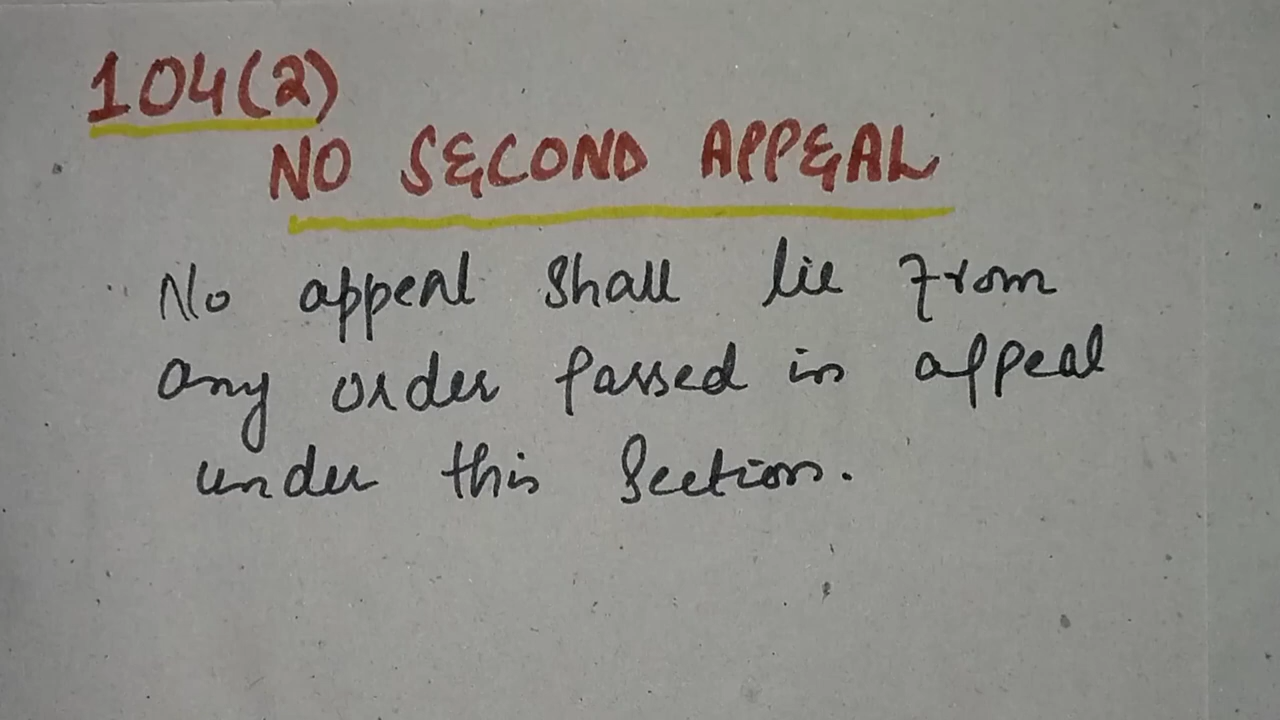 104(2)
NO SECOND APPEAL
No appeal shall lie from
any order passed in appeal
under this section.